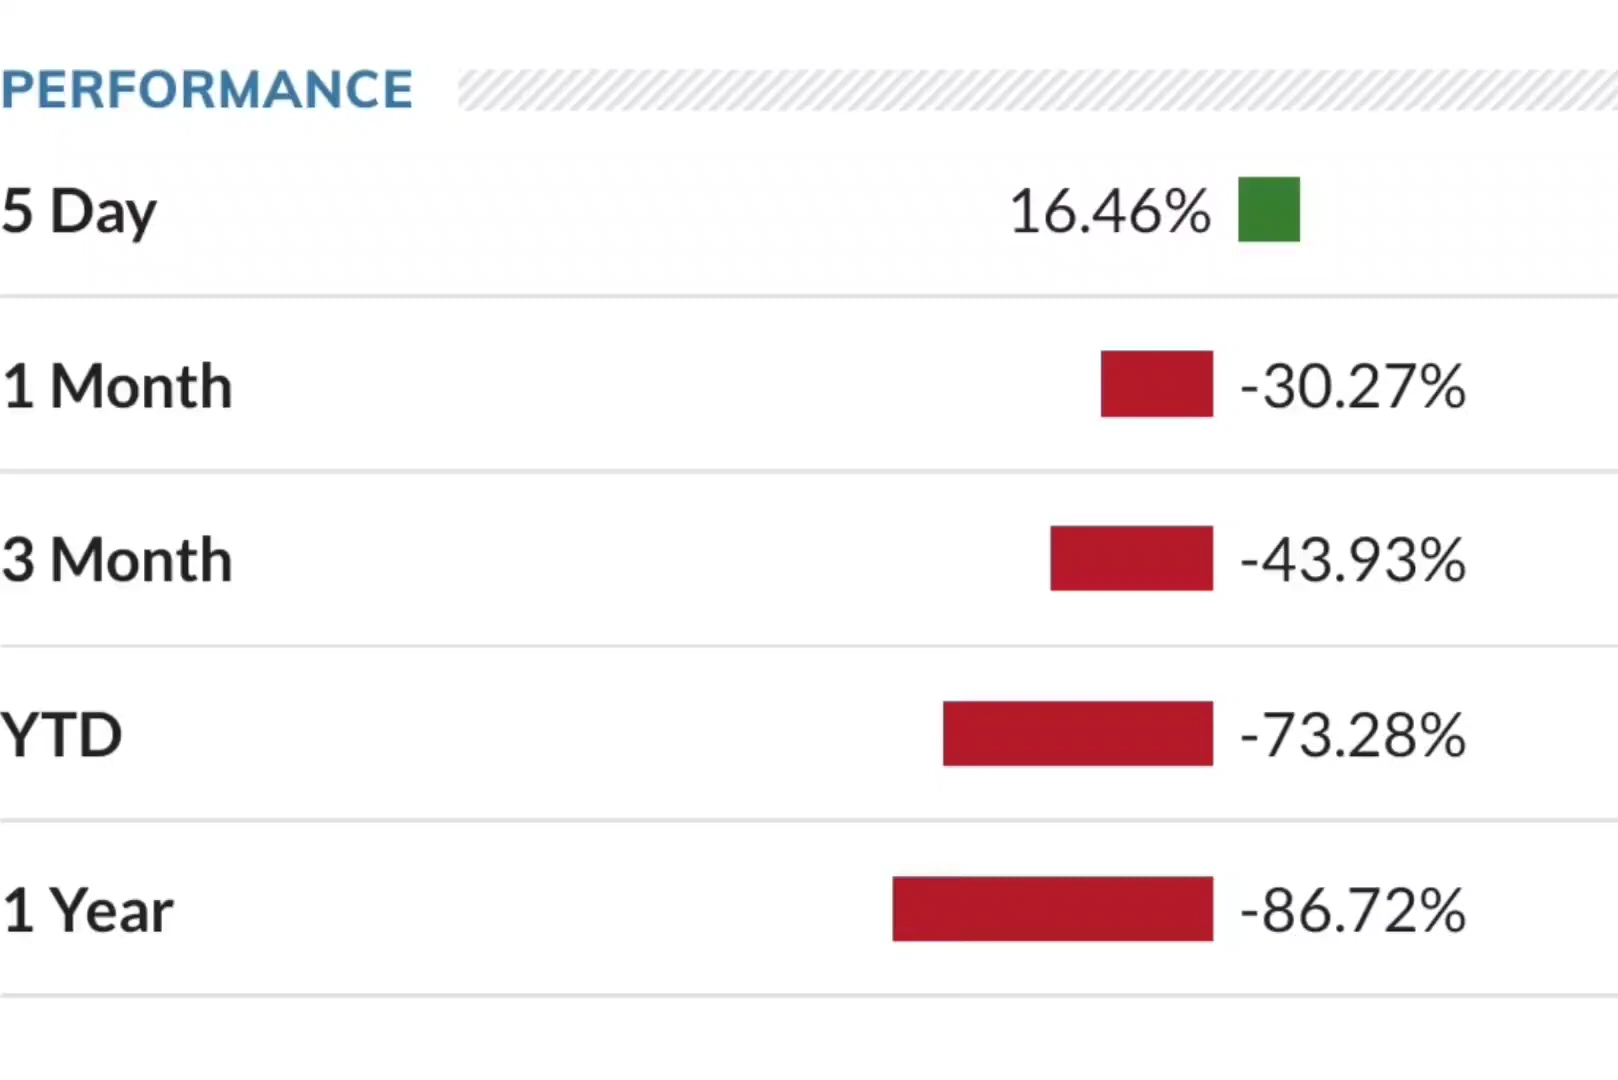 PERFORMANCE
5 Day 16.46%
1 Month -30.27%
3 Month -43.93%
YTD -73.28%
1 Year -86.72%